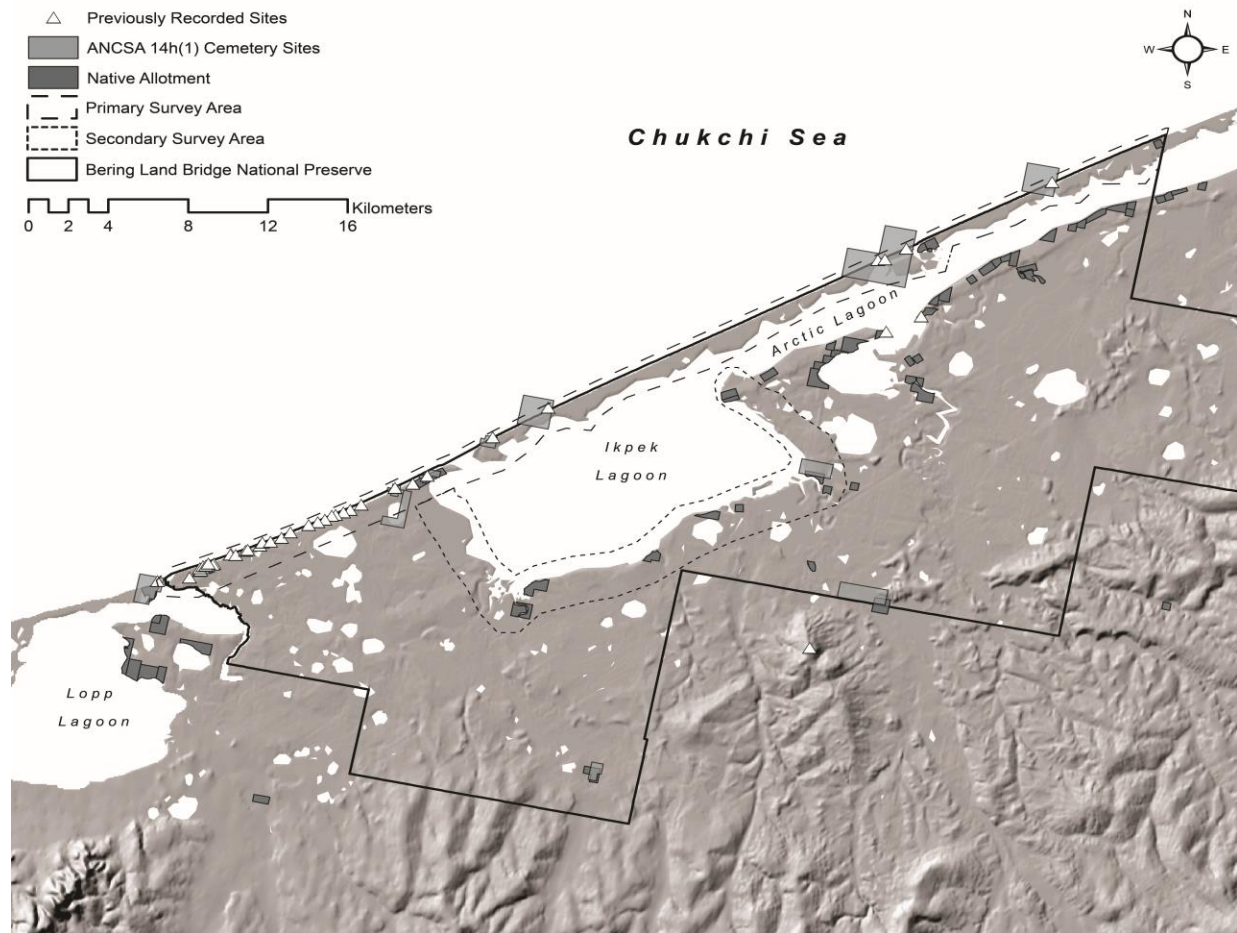 Previously Recorded Sites
ANCSA 14h(1) Cemetery Sites
Native Allotment
Primary Survey Area
Secondary Survey Area
Bering Land Bridge National Preserve
Kilometers
0 2 4 8 12 16
N
W E
S
Chukchi Sea
Arctic Lagoon
Ikpek
Lagoon
Lopp
Lagoon